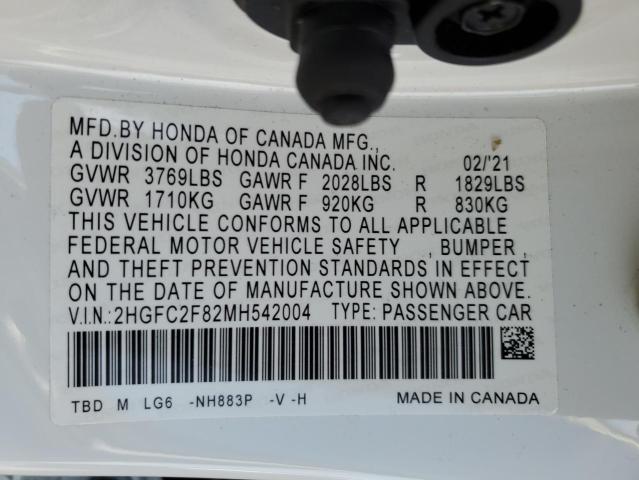 MFD.BY HONDA OF CANADA MFG.,
A DIVISION OF HONDA CANADA INC. 02/'21
GVWR 3769LBS GAWR F 2028LBS R 1829LBS
GVWR 1710KG GAWR F 920KG R 830KG
THIS VEHICLE CONFORMS TO ALL APPLICABLE
FEDERAL MOTOR VEHICLE SAFETY , BUMPER ,
AND THEFT PREVENTION STANDARDS IN EFFECT
ON THE DATE OF MANUFACTURE SHOWN ABOVE.
V.I.N.:2HGFC2F82MH542004 TYPE: PASSENGER CAR
TBD M LG6 -NH883P -V -H MADE IN CANADA